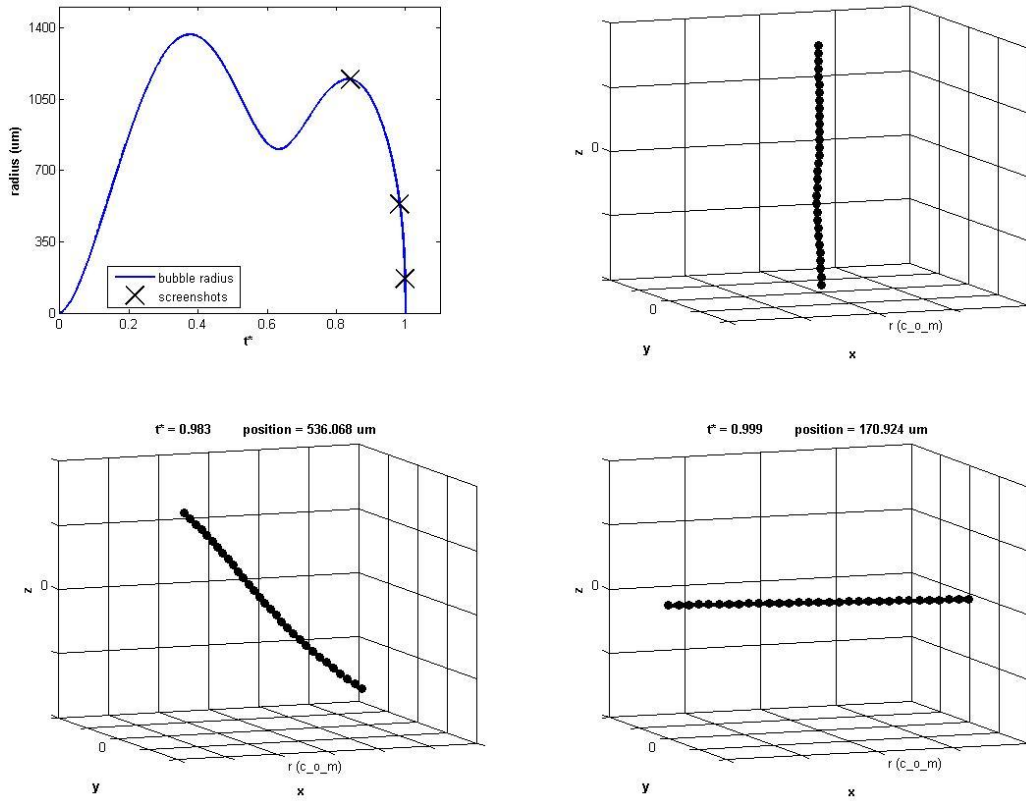 1400
1050
700
350
0
radius (um)
bubble radius
screenshots
0 0.2 0.4 0.6 0.8 1
t*
z
0
0
y
r (c_o_m)
x
t* = 0.983 position = 536.068 um
z
0
0
y
r (c_o_m)
x
t* = 0.999 position = 170.924 um
z
0
0
y
r (c_o_m)
x